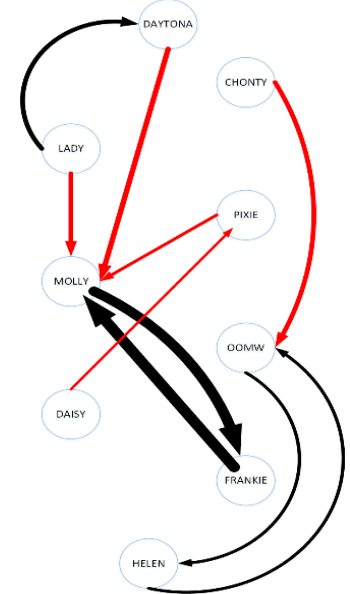 DAYTONA
CHONTY
LADY
PIXIE
MOLLY
OOMW
DAISY
FRANKIE
HELEN